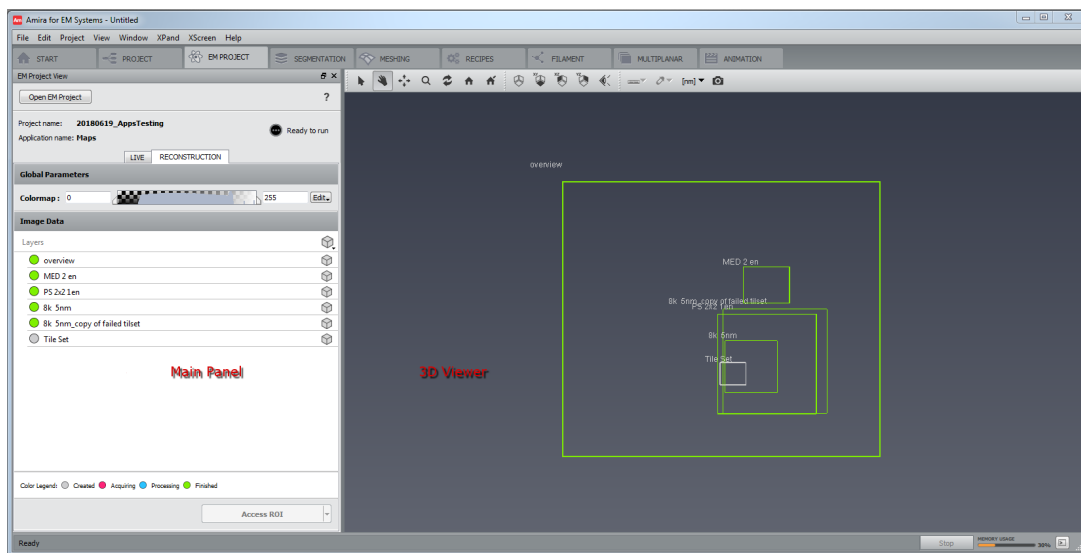 Am Amira for EM Systems - Untitled
File Edit Project View Window XPand XScreen Help
START PROJECT EM PROJECT SEGMENTATION MESHING RECIPES FILAMENT MULTIPLANAR ANIMATION
EM Project View
Open EM Project ?
[nm]
Project name: 20180619_AppsTesting
Ready to run
Application name: Maps
LIVE RECONSTRUCTION
Global Parameters
Colormap : 0 255 Edit
Image Data
Layers
overview
MED 2 en
PS 2x2 1en
8k 5nm
8k 5nm_copy of failed tilset
Tile Set
Main Panel
Color Legend: Created Acquiring Processing Finished
Access ROI
overview
MED 2 en
8k 5nm_copy of failed tilset
PS 2x2 1en
8k 5nm
Tile Set
3D Viewer
Ready
Stop
MEMORY USAGE
30%